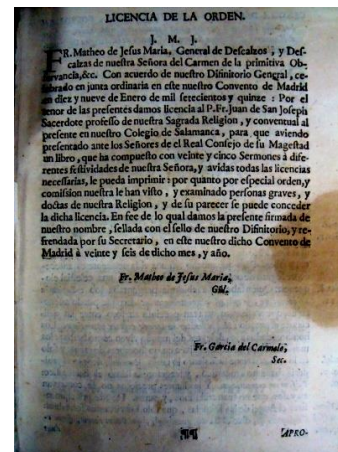 LICENCIA DE LA ORDEN.
J. M. J.
FR. Matheo de Jesus Maria, General de Descalzos, y Des-
calzas de nuestra Señora del Carmen de la primitiva Ob-
servancia,&c. Con acuerdo de nuestro Difinitorio General, ce-
lebrado en junta ordinaria en este nuestro Convento de Madrid
en diez y nueve de Enero de mil setecientos y quinze : Por el
tenor de las presentes damos licencia al P.Fr.Juan de San Joseph
Sacerdote professo de nuestra Sagrada Religion, y conventual al
presente en nuestro Colegio de Salamanca, para que aviendo
presentado ante los Señores de el Real Consejo de su Magestad
un libro, que ha compuesto con veinte y cinco Sermones à dife-
rentes festividades de nuestra Señora, y avidas todas las licencias
necessarias, le pueda imprimir : por quanto por especial orden, y
comission nuestra le han visto, y examinado personas graves, y
doctas de nuestra Religion, y de su parecer se puede conceder
la dicha licencia. En fee de lo qual damos la presente firmada de
nuestro nombre, sellada con el sello de nuestro Difinitorio, y re-
frendada por su Secretario, en este nuestro dicho Convento de
Madrid à veinte y seis de dicho mes, y año.
Fr. Matheo de Jesus Maria,
Gñl.
Fr. Garcia del Carmelo,
Sec.
APRO-